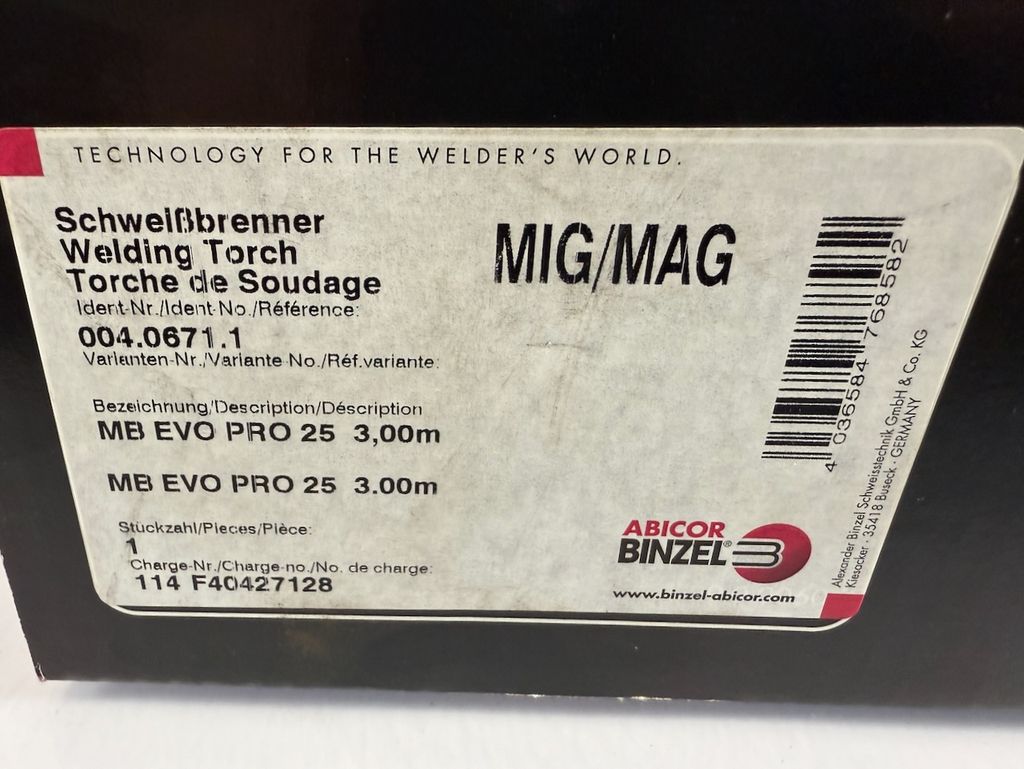 TECHNOLOGY FOR THE WELDER'S WORLD.
Schweißbrenner
Welding Torch
Torche de Soudage
MIG/MAG
Ident-Nr./Ident-No./Référence:
004.0671.1
Varianten-Nr./Variante No./Réf.variante:
Bezeichnung/Description/Déscription
MB EVO PRO 25 3,00m
MB EVO PRO 25 3.00m
Stückzahl/Pieces/Pièce:
1
Charge-Nr./Charge-no./No. de charge:
114 F40427128
4 036584 768582
ABICOR
BINZEL®
www.binzel-abicor.com
Alexander Binzel Schweisstechnik GmbH & Co. KG
Kiesacker · 35418 Buseck · GERMANY